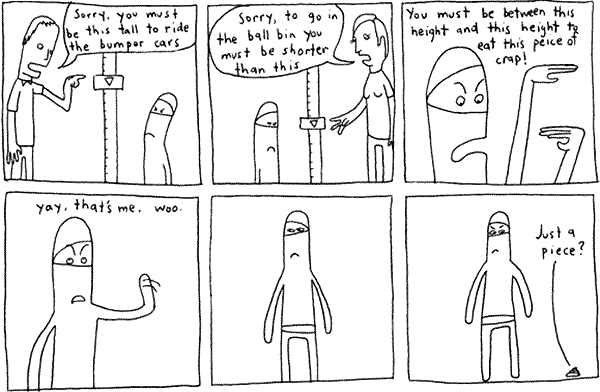 Sorry, you must
be this tall to ride
the bumper cars
Sorry, to go in
the ball bin you
must be shorter
than this
You must be between this
height and this height to
eat this peice of
crap!
yay. that's me. woo.
Just a
piece?